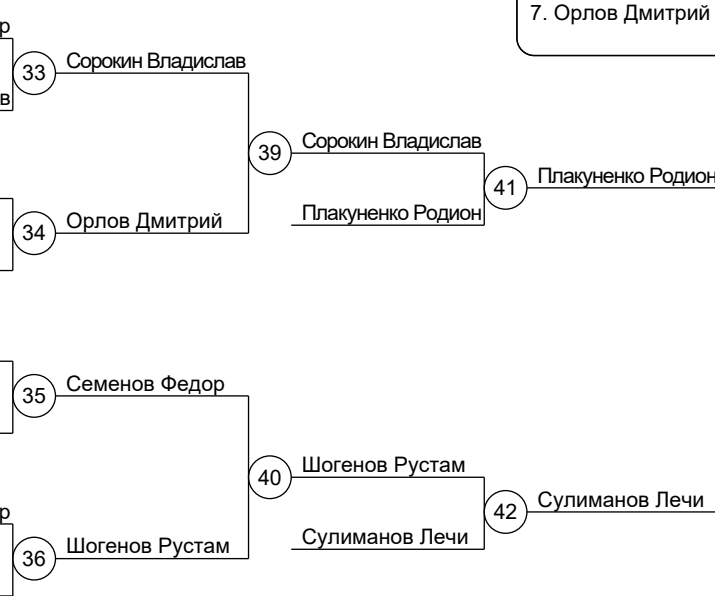 7. Орлов Дмитрий
р
33
Сорокин Владислав
в
39
Сорокин Владислав
41
Плакуненко Родион
Плакуненко Родион
34
Орлов Дмитрий
35
Семенов Федор
40
Шогенов Рустам
42
Сулиманов Лечи
Сулиманов Лечи
р
36
Шогенов Рустам